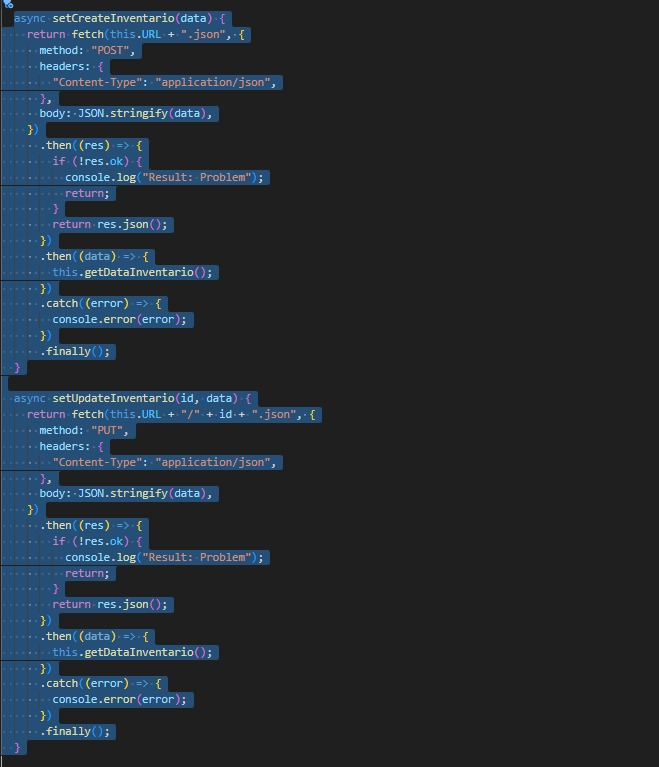 async setCreateInventario(data) {
return fetch(this.URL + ".json", {
method: "POST",
headers: {
"Content-Type": "application/json",
},
body: JSON.stringify(data),
})
.then((res) => {
if (!res.ok) {
console.log("Result: Problem");
return;
}
return res.json();
})
.then((data) => {
this.getDataInventario();
})
.catch((error) => {
console.error(error);
})
.finally();
}
async setUpdateInventario(id, data) {
return fetch(this.URL + "/" + id + ".json", {
method: "PUT",
headers: {
"Content-Type": "application/json",
},
body: JSON.stringify(data),
})
.then((res) => {
if (!res.ok) {
console.log("Result: Problem");
return;
}
return res.json();
})
.then((data) => {
this.getDataInventario();
})
.catch((error) => {
console.error(error);
})
.finally();
}